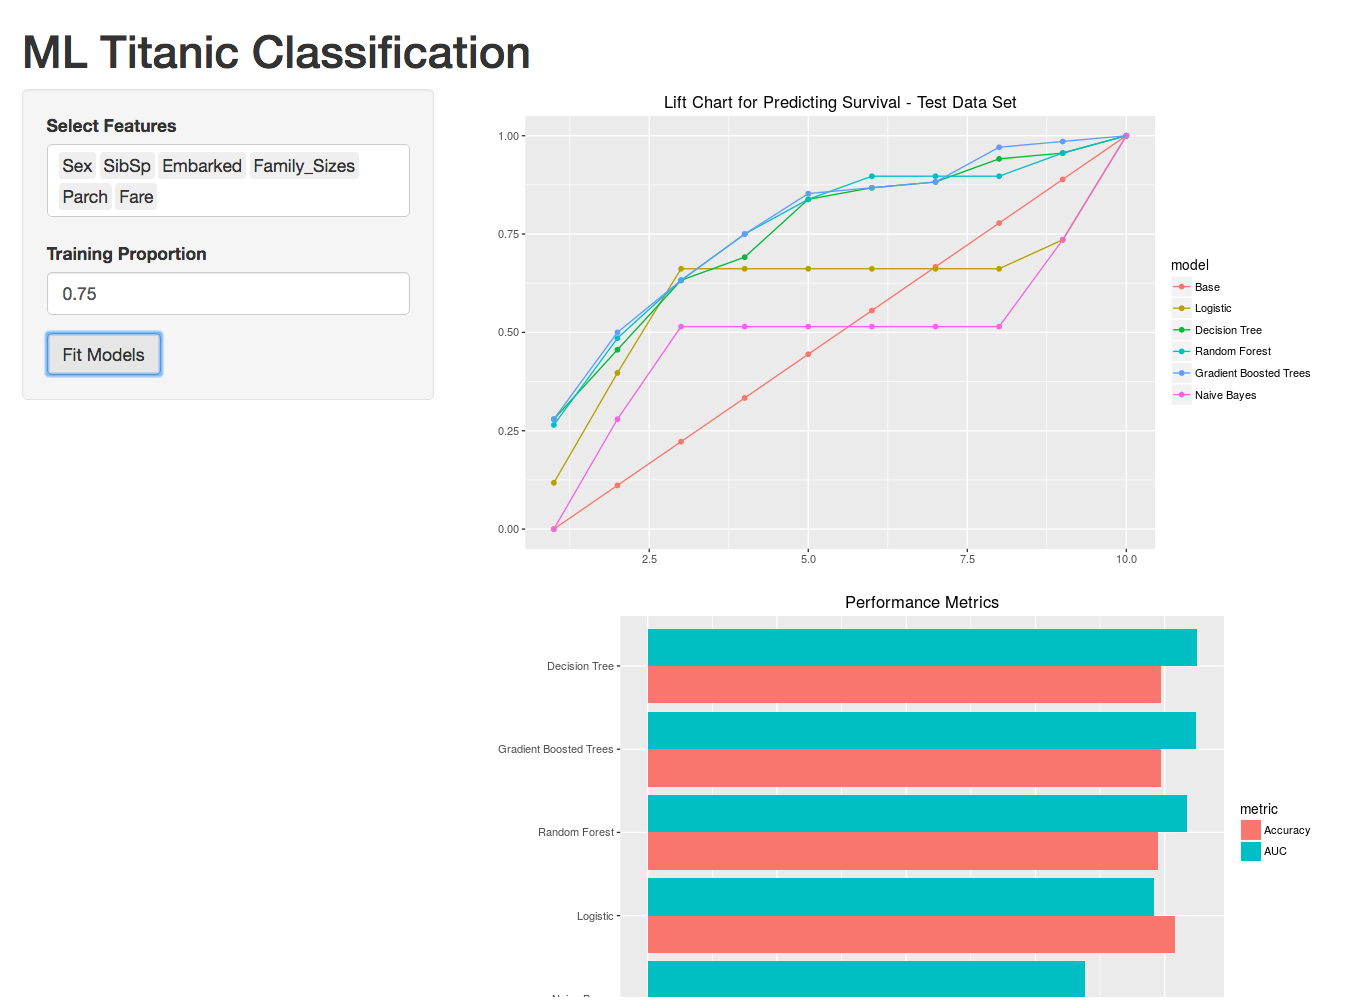 ML Titanic Classification
Select Features
Sex SibSp Embarked Family_Sizes
Parch Fare
Training Proportion
0.75
Fit Models
Lift Chart for Predicting Survival - Test Data Set
1.00
0.75
0.50
0.25
0.00
2.5 5.0 7.5 10.0
model
Base
Logistic
Decision Tree
Random Forest
Gradient Boosted Trees
Naive Bayes
Performance Metrics
Decision Tree
Gradient Boosted Trees
Random Forest
Logistic
metric
Accuracy
AUC